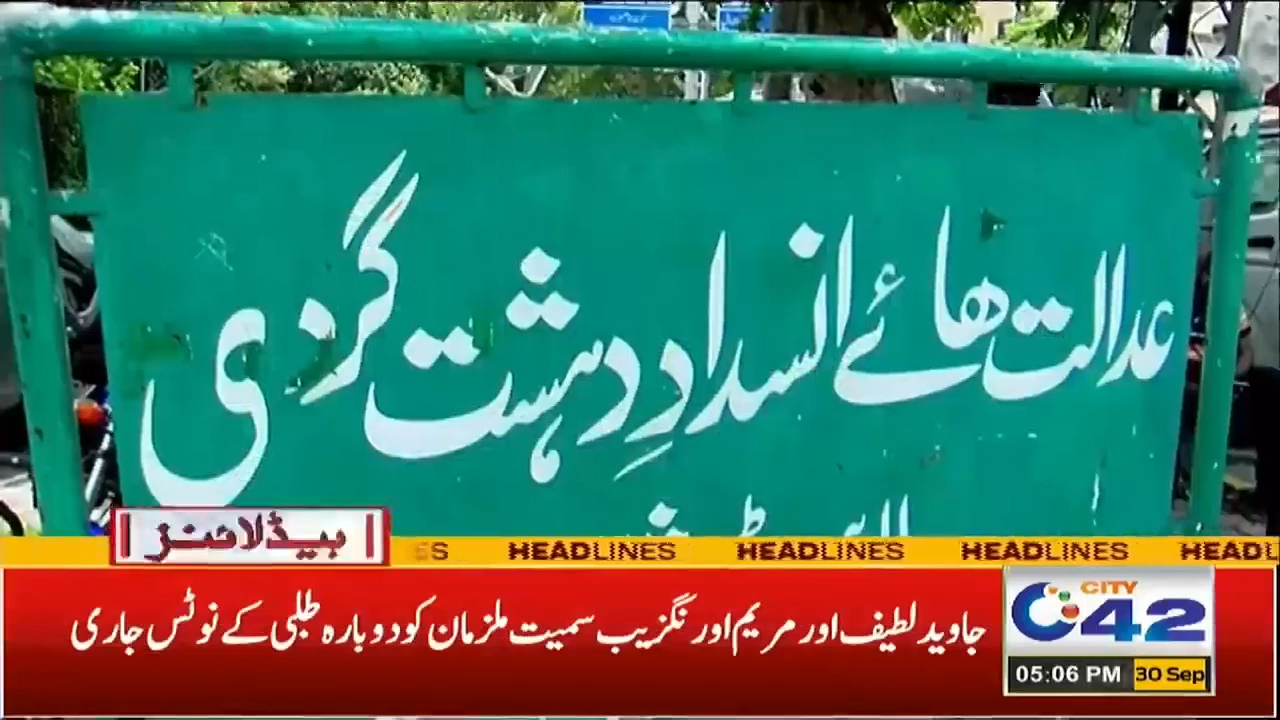 عدالت ھائے انسدادِ دہشت گردی
ہیڈلائنز
HEADLINES HEADLINES HEADLINES
جاوید لطیف اور مریم اورنگزیب سمیت ملزمان کو دوبارہ طلبی کے نوٹس جاری
CITY
42
05:06 PM 30 Sep